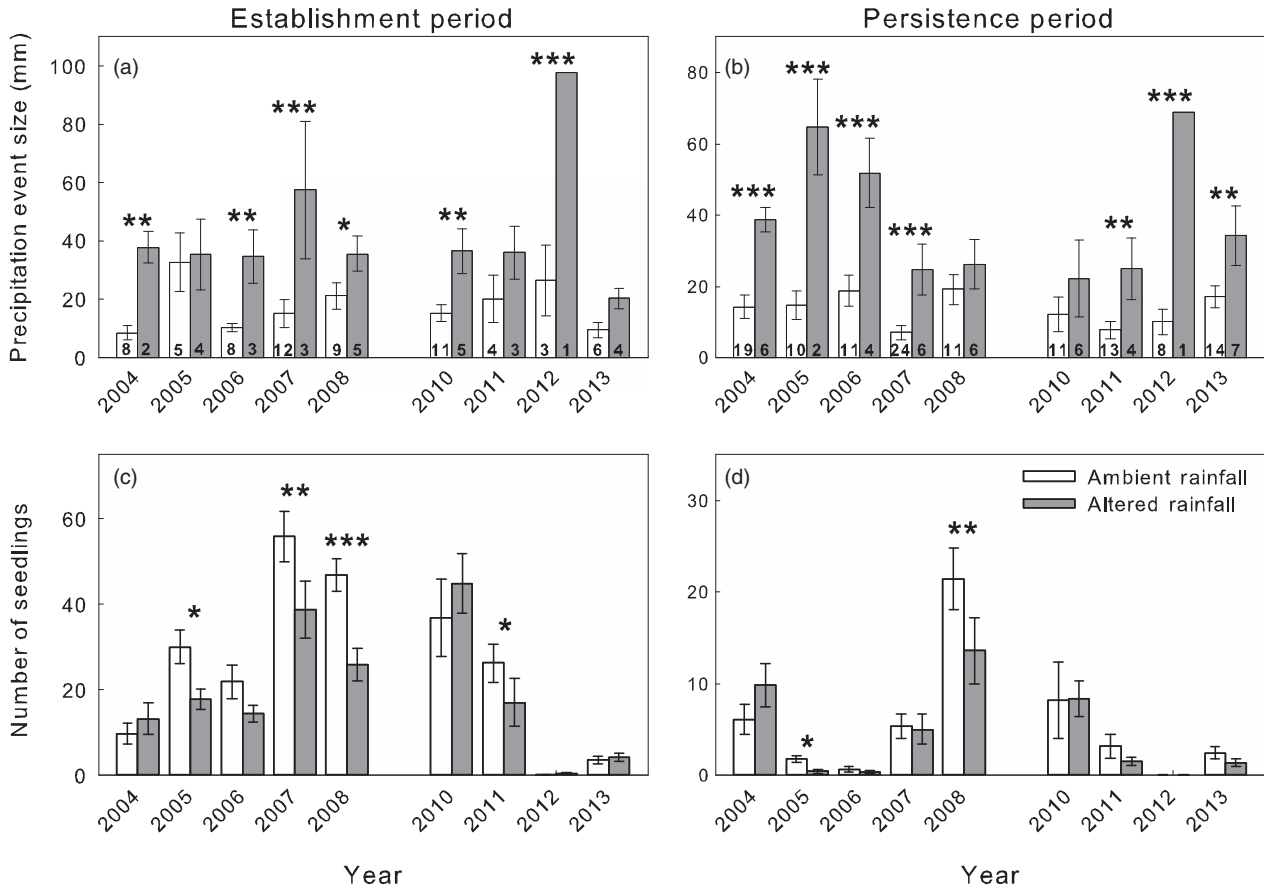 Establishment period
Persistence period
Precipitation event size (mm)
(a)
100
80
60
40
20
0
**
**
***
*
**
***
8 2 5 4 8 3 12 3 9 5 11 5 4 3 3 1 6 4
2004 2005 2006 2007 2008 2010 2011 2012 2013
(b)
80
60
40
20
0
***
***
***
***
**
***
**
19 6 10 2 11 4 24 6 11 6 11 6 13 4 8 1 14 7
2004 2005 2006 2007 2008 2010 2011 2012 2013
Number of seedlings
(c)
60
40
20
0
*
**
***
*
2004 2005 2006 2007 2008 2010 2011 2012 2013
Year
(d)
30
20
10
0
*
**
Ambient rainfall
Altered rainfall
2004 2005 2006 2007 2008 2010 2011 2012 2013
Year